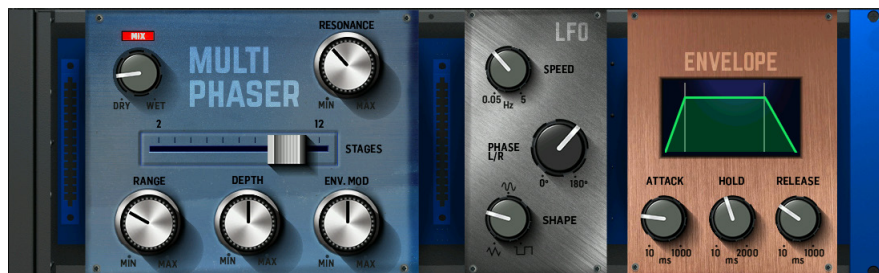 MIX
DRY WET
MULTI
PHASER
RESONANCE
MIN MAX
2 12
STAGES
RANGE
MIN MAX
DEPTH
MIN MAX
ENV. MOD
MIN MAX
LFO
SPEED
0.05 Hz 5
PHASE
L/R
0° 180°
SHAPE
ENVELOPE
ATTACK
10 1000
ms
HOLD
10 2000
ms
RELEASE
10 1000
ms